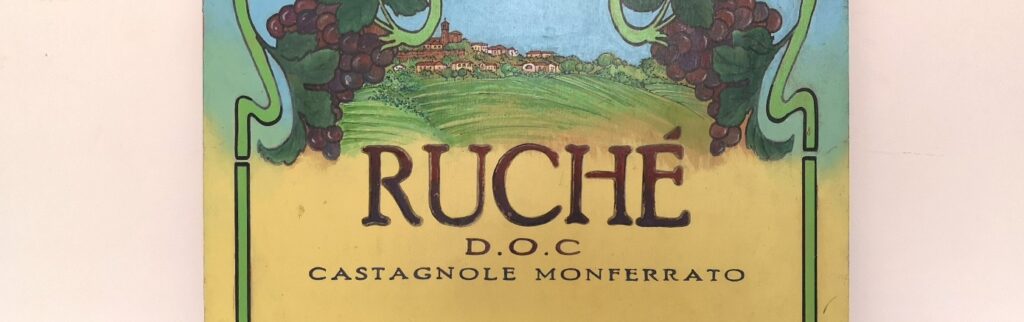 RUCHÉ
D.O.C
CASTAGNOLE MONFERRATO